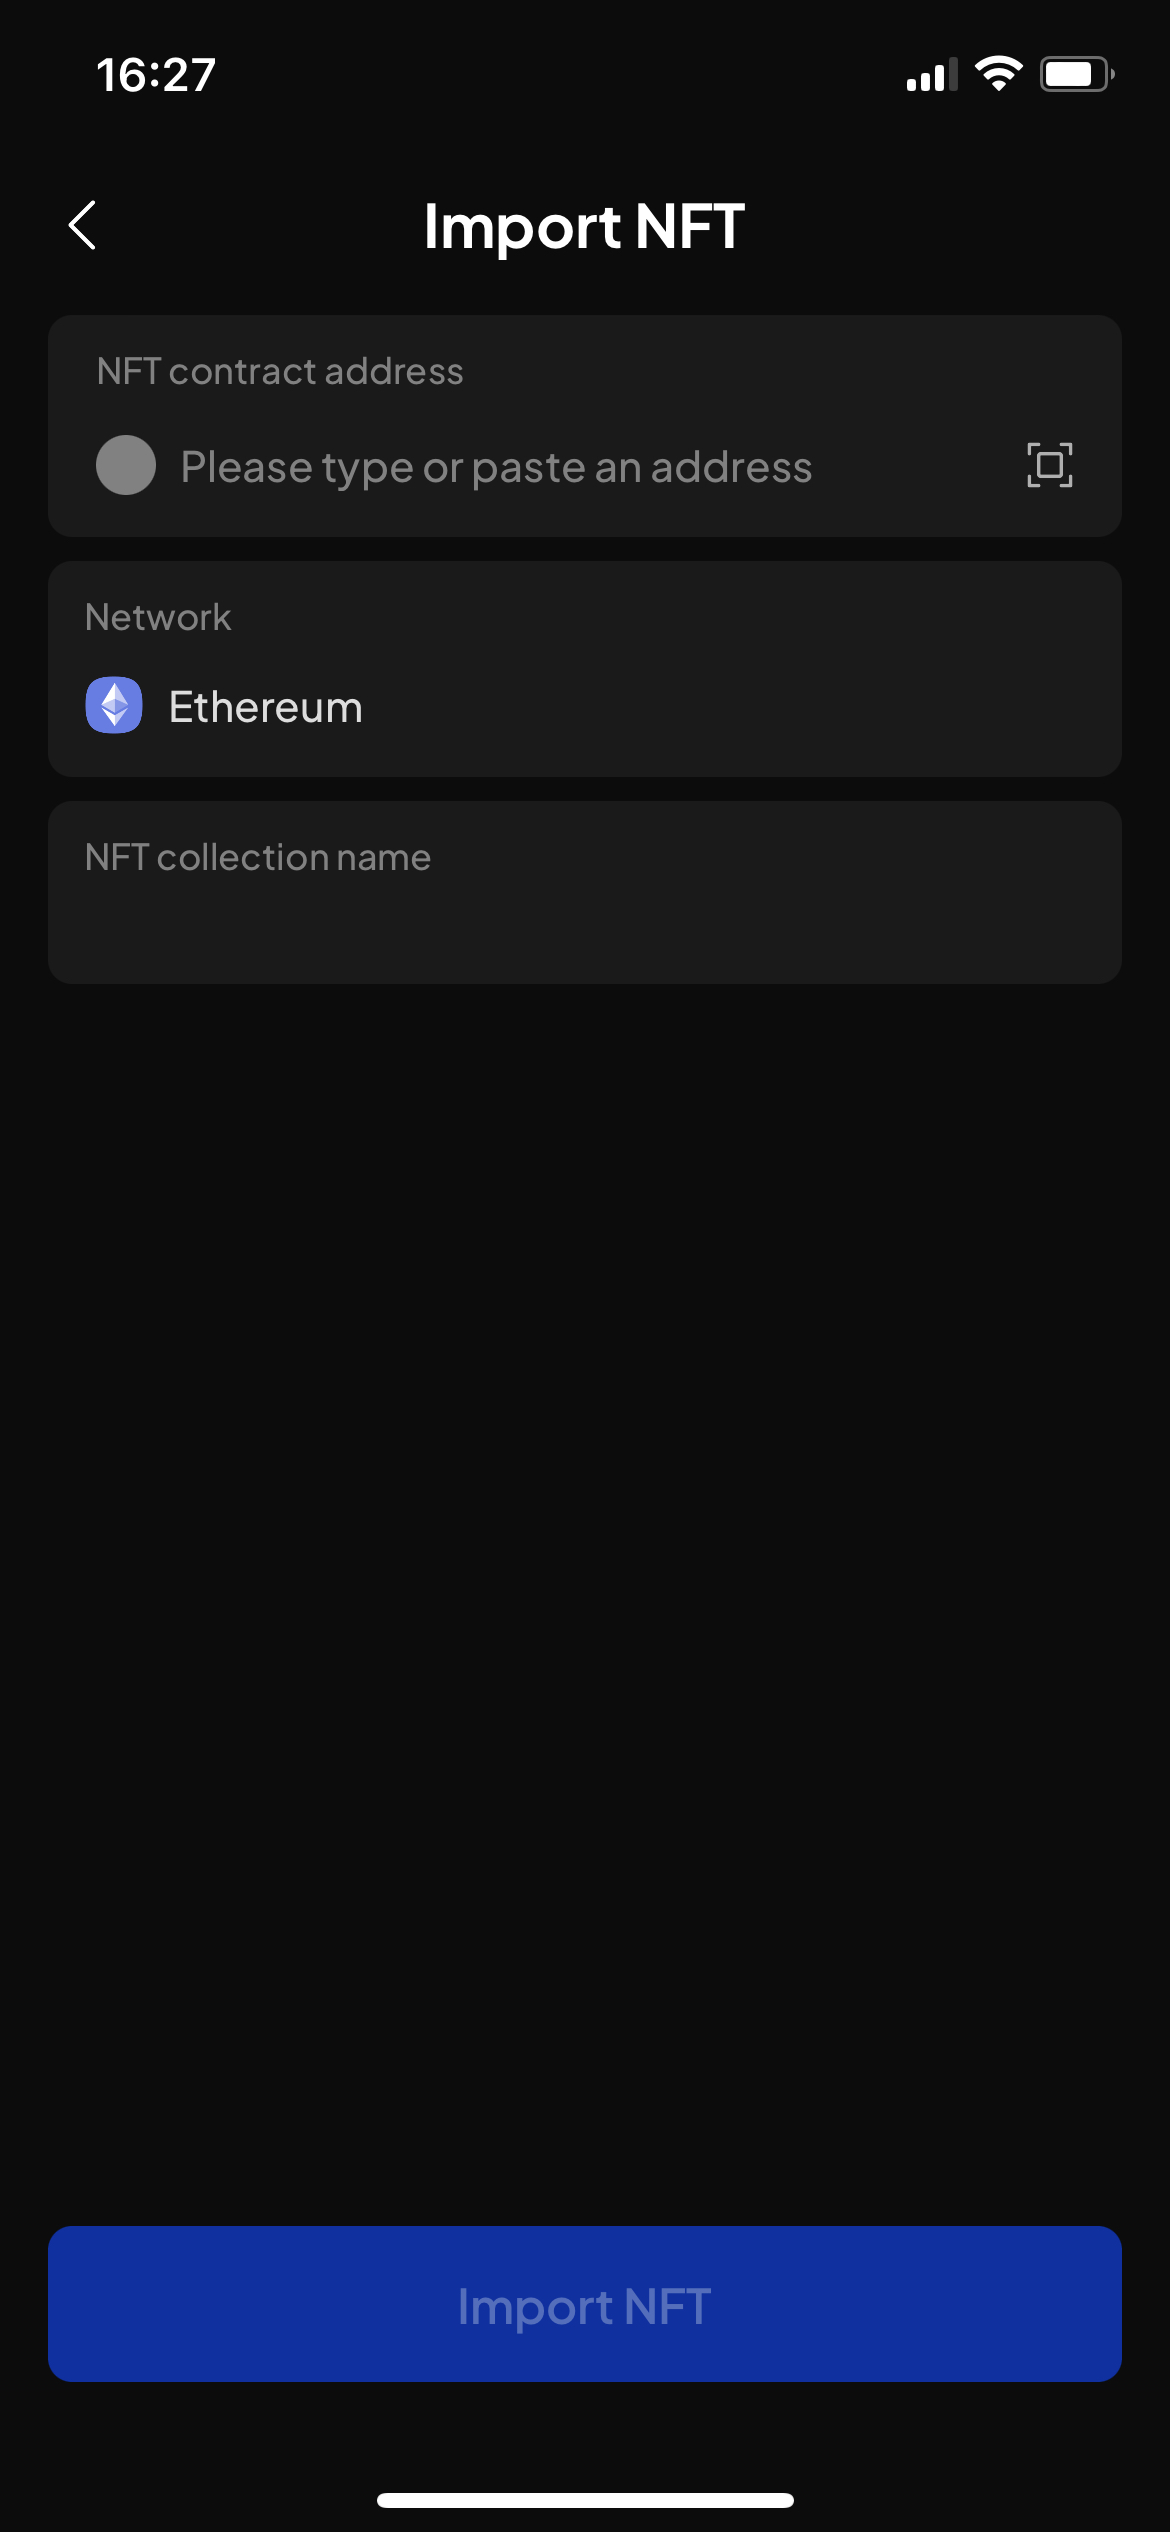 16:27
Import NFT
NFT contract address
Please type or paste an address
Network
Ethereum
NFT collection name
Import NFT